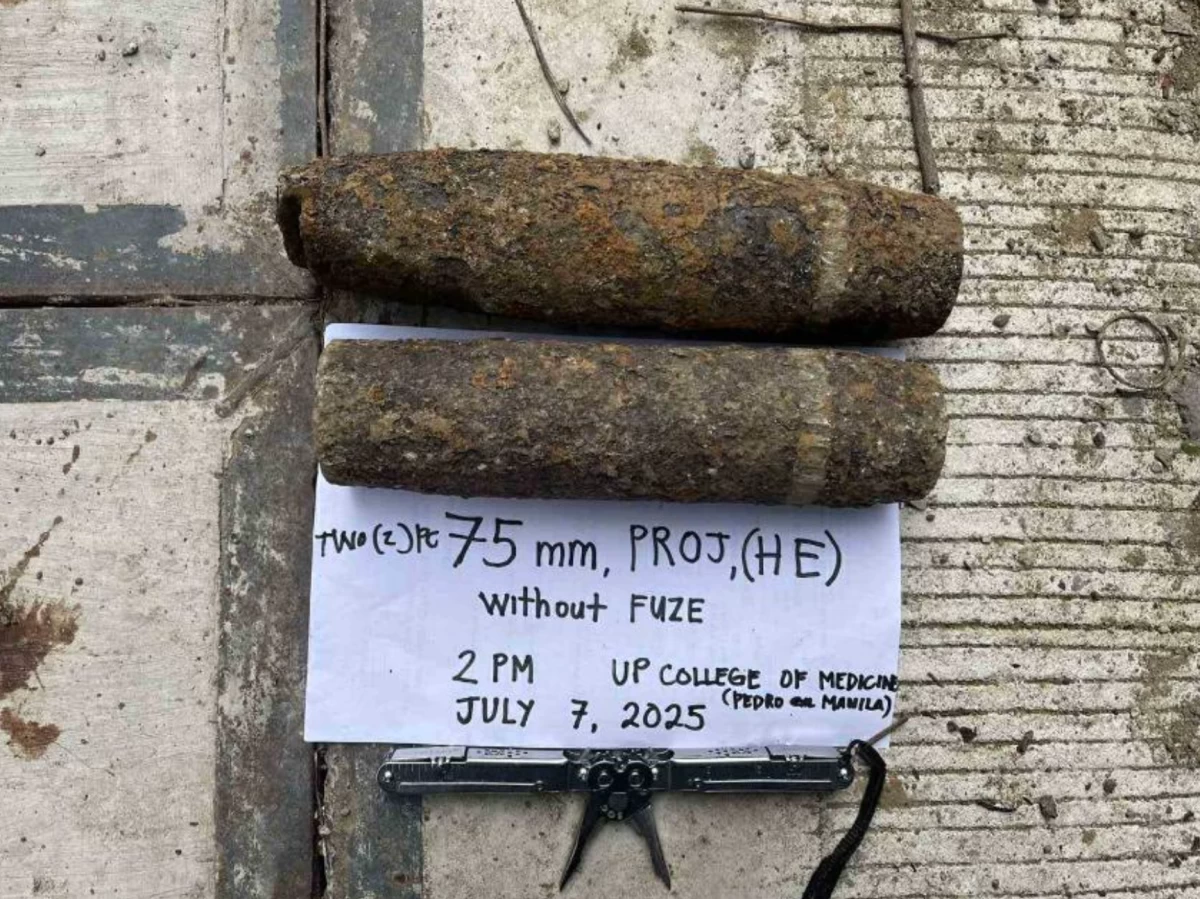 TWO (2) PC 75 mm, PROJ, (HE)
without FUZE
2 PM UP COLLEGE OF MEDICINE
(PEDRO GIL MANILA)
JULY 7, 2025